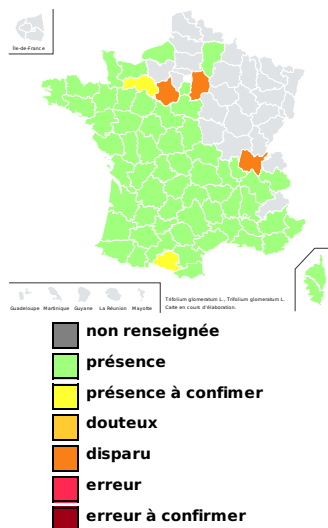 Île-de-France
Guadeloupe Martinique Guyane La Réunion Mayotte
Trifolium glomeratum L., Trifolium glomeratum L.
Carte en cours d'élaboration.
non renseignée
présence
présence à confimer
douteux
disparu
erreur
erreur à confirmer